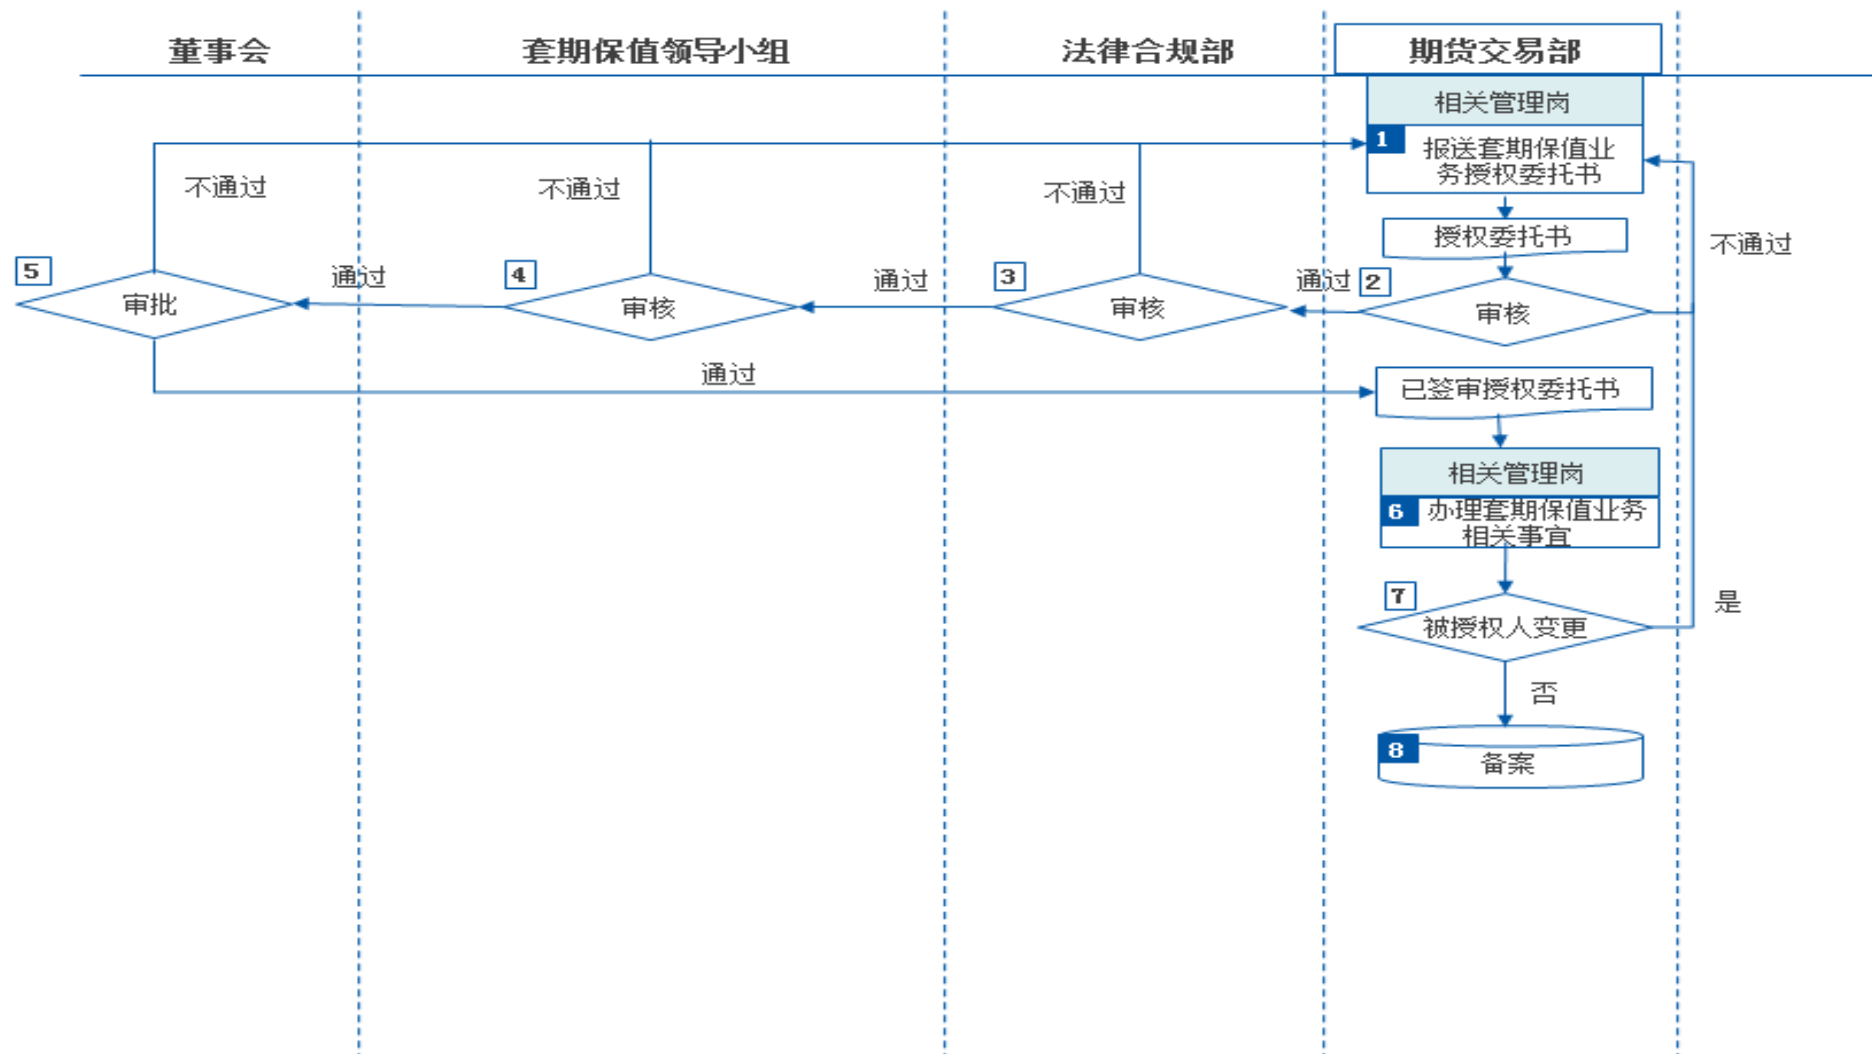 董事会
套期保值领导小组
法律合规部
期货交易部
相关管理岗
1
报送套期保值业
务授权委托书
不通过
不通过
不通过
授权委托书
不通过
5
通过
4
通过
3
通过
2
审批
审核
审核
审核
通过
已签审授权委托书
相关管理岗
6
办理套期保值业务
相关事宜
7
是
被授权人变更
否
8
备案